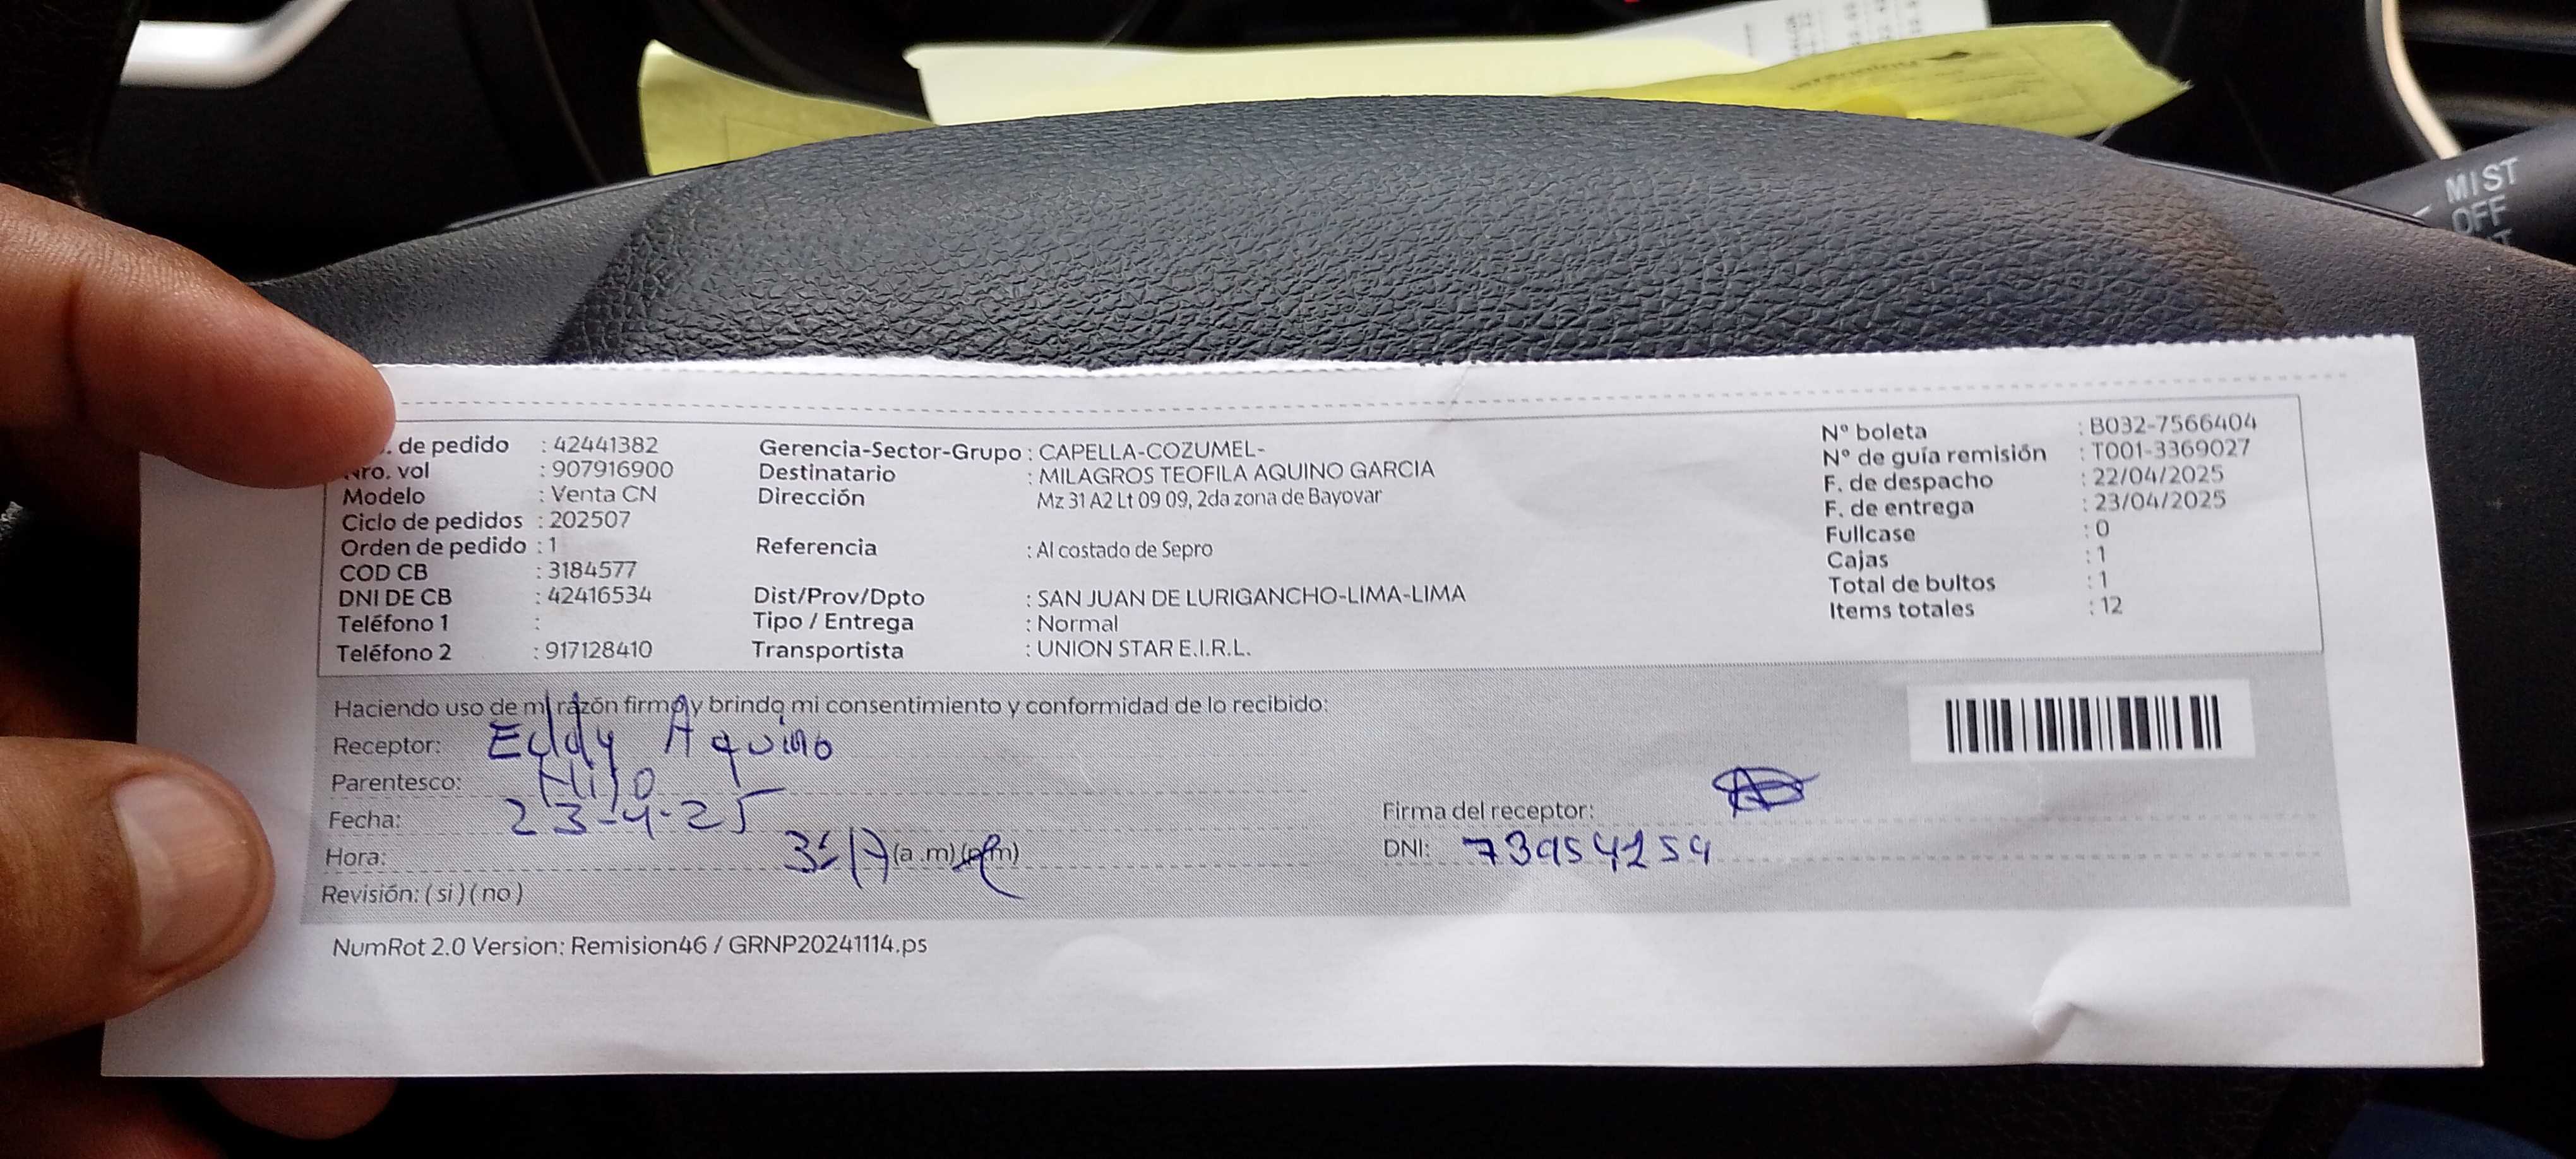 . de pedido : 42441382
Nro. vol : 907916900
Modelo : Venta CN
Ciclo de pedidos : 202507
Orden de pedido : 1
COD CB : 3184577
DNI DE CB : 42416534
Teléfono 1 :
Teléfono 2 : 917128410
Gerencia-Sector-Grupo : CAPELLA-COZUMEL-
Destinatario : MILAGROS TEOFILA AQUINO GARCIA
Dirección Mz 31 A2 Lt 09 09, 2da zona de Bayovar
Referencia : Al costado de Sepro
Dist/Prov/Dpto : SAN JUAN DE LURIGANCHO-LIMA-LIMA
Tipo / Entrega : Normal
Transportista : UNION STAR E.I.R.L.
N° boleta : B032-7566404
N° de guía remisión : T001-3369027
F. de despacho : 22/04/2025
F. de entrega : 23/04/2025
Fullcase : 0
Cajas : 1
Total de bultos : 1
Items totales : 12
Haciendo uso de mi razón firmo y brindo mi consentimiento y conformidad de lo recibido:
Receptor: Eddy Aquino
Parentesco: Hijo
Fecha: 23-4-25
Hora: (a.m) (p.m)
Revisión: (si) (no)
Firma del receptor:
DNI: 73954254
NumRot 2.0 Version: Remision46 / GRNP20241114.ps
MIST
OFF